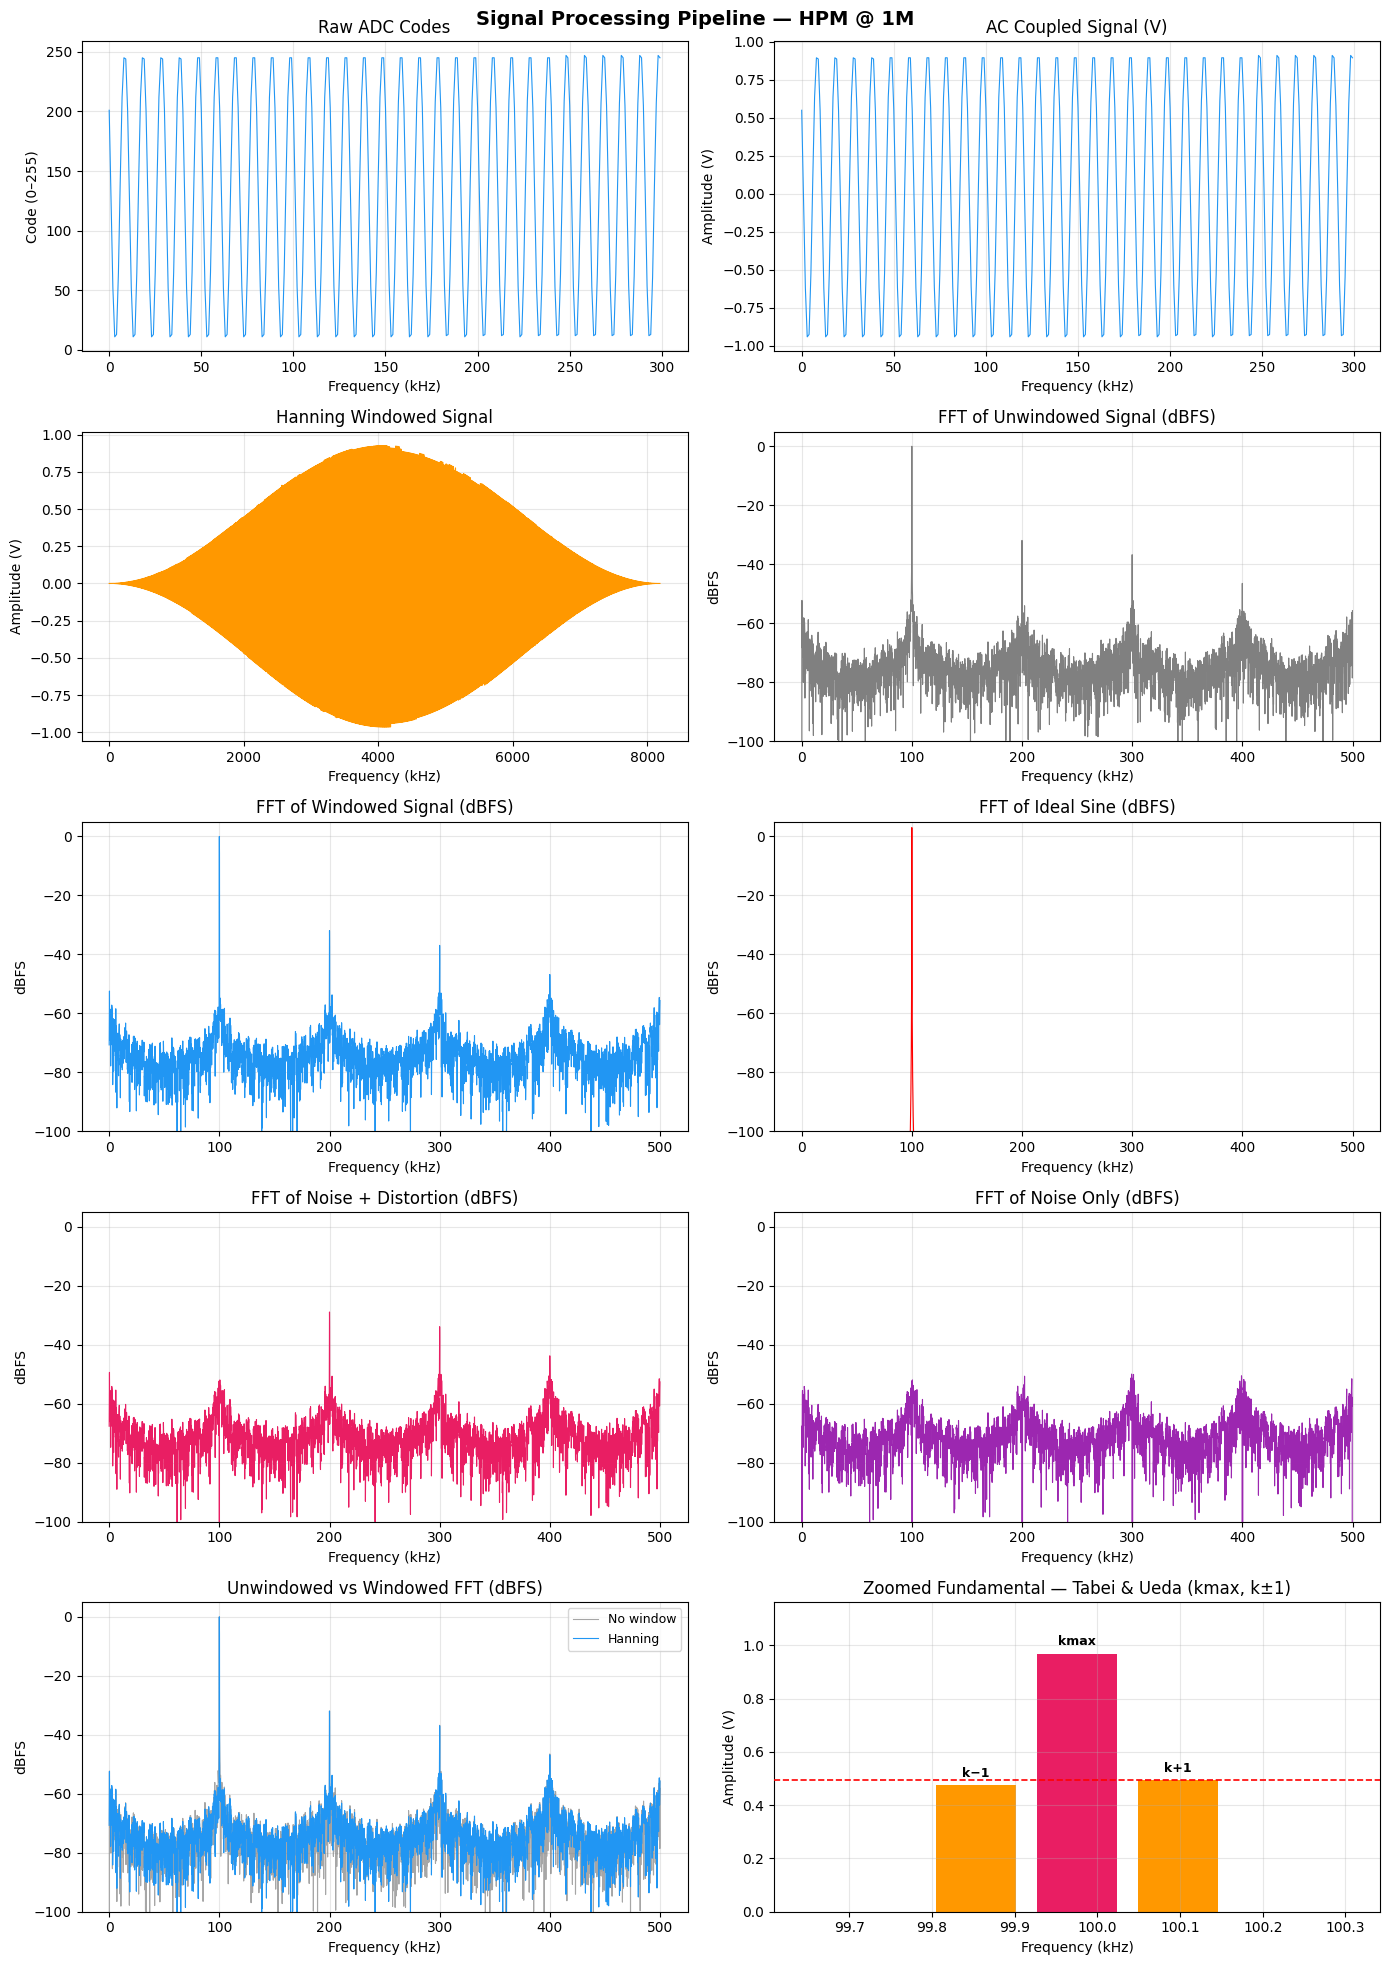 Signal Processing Pipeline — HPM @ 1M
Raw ADC Codes
Code (0–255)
250
200
150
100
50
0
0 50 100 150 200 250 300
Frequency (kHz)
AC Coupled Signal (V)
Amplitude (V)
1.00
0.75
0.50
0.25
0.00
−0.25
−0.50
−0.75
−1.00
0 50 100 150 200 250 300
Frequency (kHz)
Hanning Windowed Signal
Amplitude (V)
1.00
0.75
0.50
0.25
0.00
−0.25
−0.50
−0.75
−1.00
0 2000 4000 6000 8000
Frequency (kHz)
FFT of Unwindowed Signal (dBFS)
dBFS
0
−20
−40
−60
−80
−100
0 100 200 300 400 500
Frequency (kHz)
FFT of Windowed Signal (dBFS)
dBFS
0
−20
−40
−60
−80
−100
0 100 200 300 400 500
Frequency (kHz)
FFT of Ideal Sine (dBFS)
dBFS
0
−20
−40
−60
−80
−100
0 100 200 300 400 500
Frequency (kHz)
FFT of Noise + Distortion (dBFS)
dBFS
0
−20
−40
−60
−80
−100
0 100 200 300 400 500
Frequency (kHz)
FFT of Noise Only (dBFS)
dBFS
0
−20
−40
−60
−80
−100
0 100 200 300 400 500
Frequency (kHz)
Unwindowed vs Windowed FFT (dBFS)
No window
Hanning
dBFS
0
−20
−40
−60
−80
−100
0 100 200 300 400 500
Frequency (kHz)
Zoomed Fundamental — Tabei & Ueda (kmax, k±1)
Amplitude (V)
1.0
0.8
0.6
0.4
0.2
0.0
kmax
k−1
k+1
99.7 99.8 99.9 100.0 100.1 100.2 100.3
Frequency (kHz)